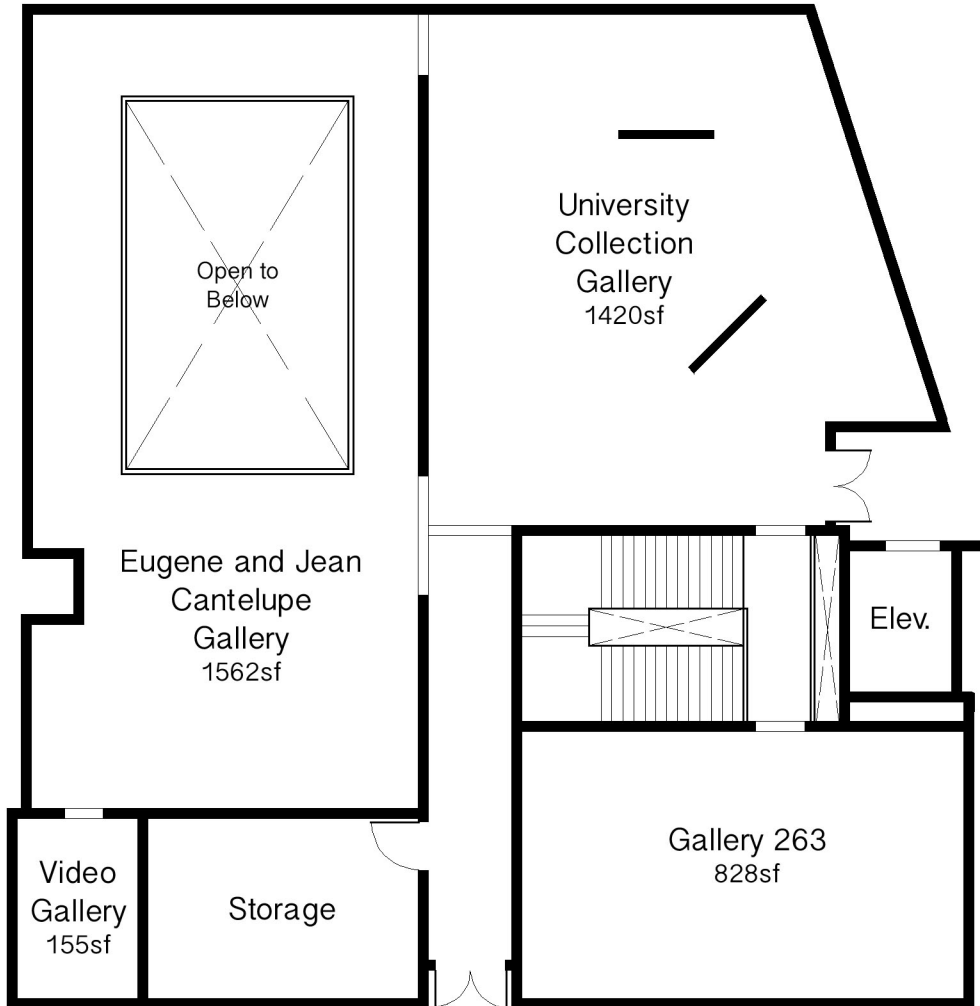 Open to
Below
University
Collection
Gallery
1420sf
Eugene and Jean
Cantelupe
Gallery
1562sf
Elev.
Gallery 263
828sf
Video
Gallery
155sf
Storage